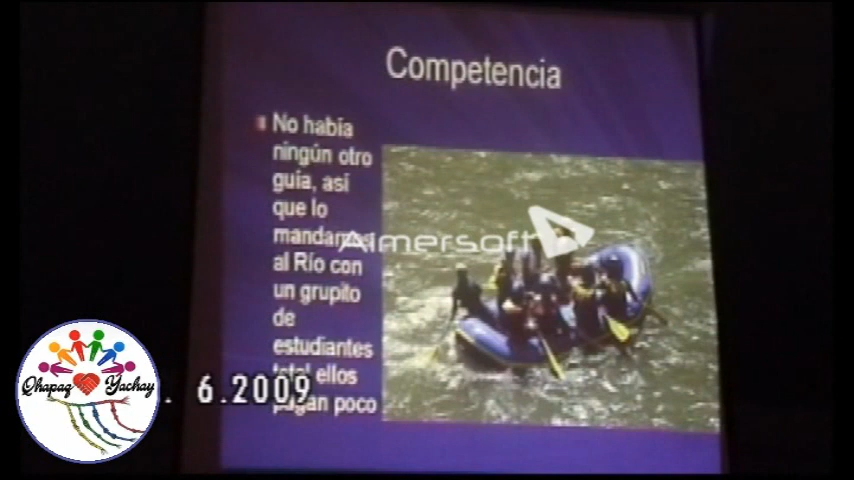 Competencia
No había
ningún otro
guía, así
que lo
mandamos
al Río con
un grupito
de
estudiantes
total ellos
pagan poco
Aimersoft
Qhapaq Yachay
. 6.2009